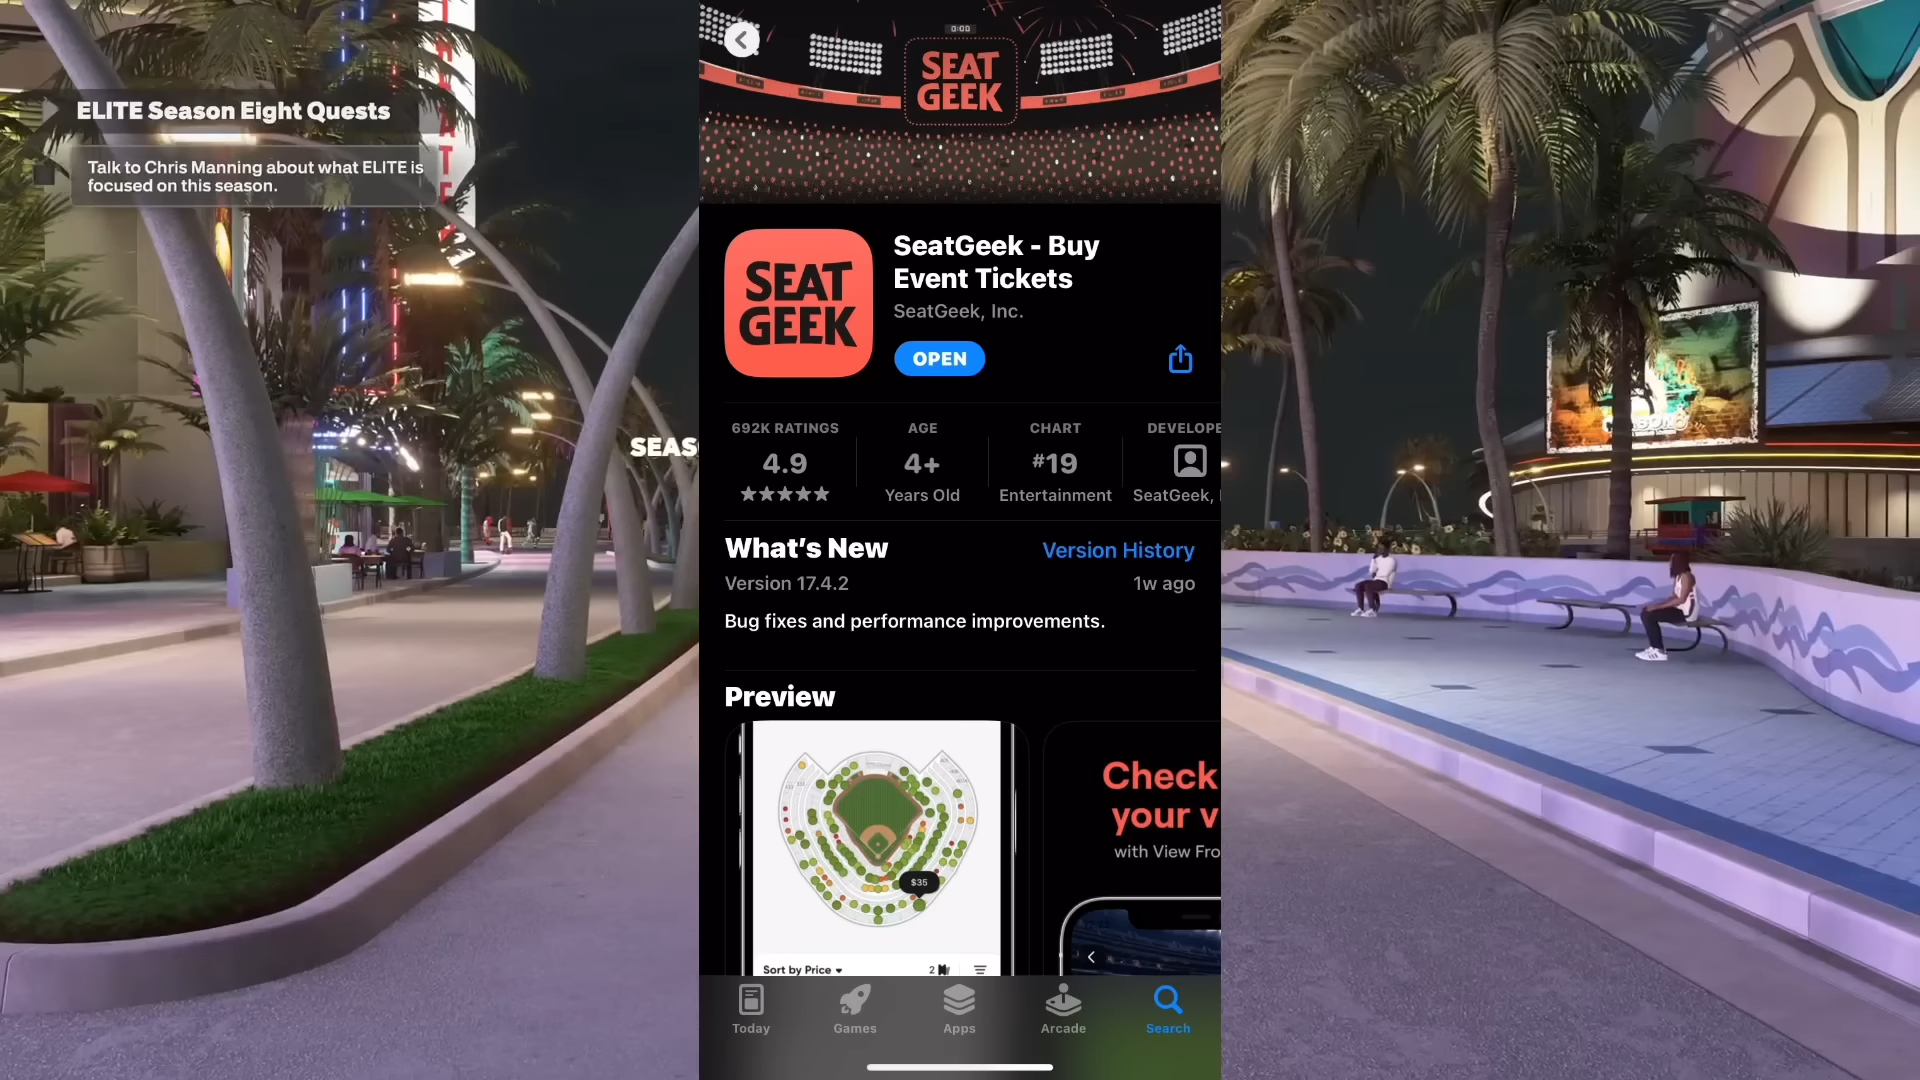 ELITE Season Eight Quests
Talk to Chris Manning about what ELITE is
focused on this season.
SEAS
0:00
SEAT
GEEK
SEAT
GEEK
SeatGeek - Buy
Event Tickets
SeatGeek, Inc.
OPEN
692K RATINGS
4.9
AGE
4+
Years Old
CHART
#19
Entertainment
DEVELOPE
SeatGeek,
What's New
Version History
Version 17.4.2
1w ago
Bug fixes and performance improvements.
Preview
$35
Sort by Price
2
Check
your v
with View Fro
Today
Games
Apps
Arcade
Search